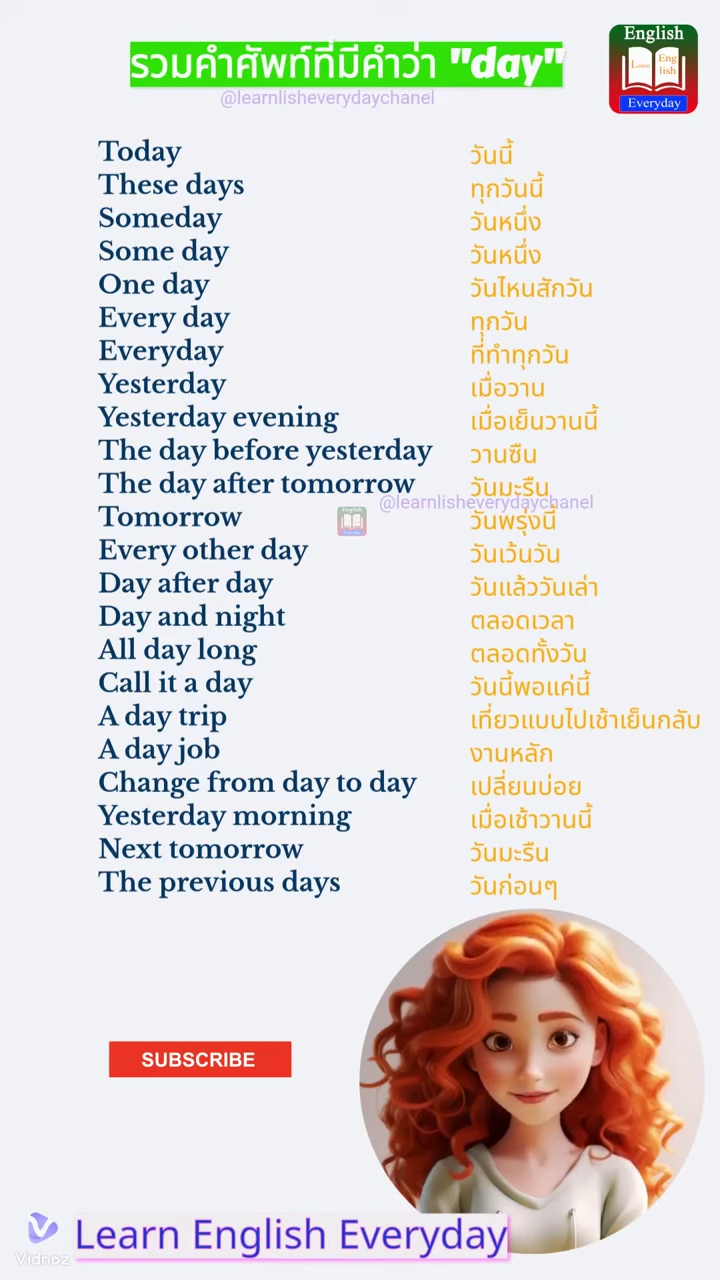 รวมคำศัพท์ที่มีคำว่า "day"
@learnlisheverydaychanel
English
Learn
Eng
lish
Everyday
Today วันนี้
These days ทุกวันนี้
Someday วันหนึ่ง
Some day วันหนึ่ง
One day วันไหนสักวัน
Every day ทุกวัน
Everyday ที่ทำทุกวัน
Yesterday เมื่อวาน
Yesterday evening เมื่อเย็นวานนี้
The day before yesterday วานซืน
The day after tomorrow วันมะรืน
@learnlisheverydaychanel
Tomorrow วันพรุ่งนี้
Every other day วันเว้นวัน
Day after day วันแล้ววันเล่า
Day and night ตลอดเวลา
All day long ตลอดทั้งวัน
Call it a day วันนี้พอแค่นี้
A day trip เที่ยวแบบไปเช้าเย็นกลับ
A day job งานหลัก
Change from day to day เปลี่ยนบ่อย
Yesterday morning เมื่อเช้าวานนี้
Next tomorrow วันมะรืน
The previous days วันก่อนๆ
SUBSCRIBE
Learn English Everyday
Vidnoz